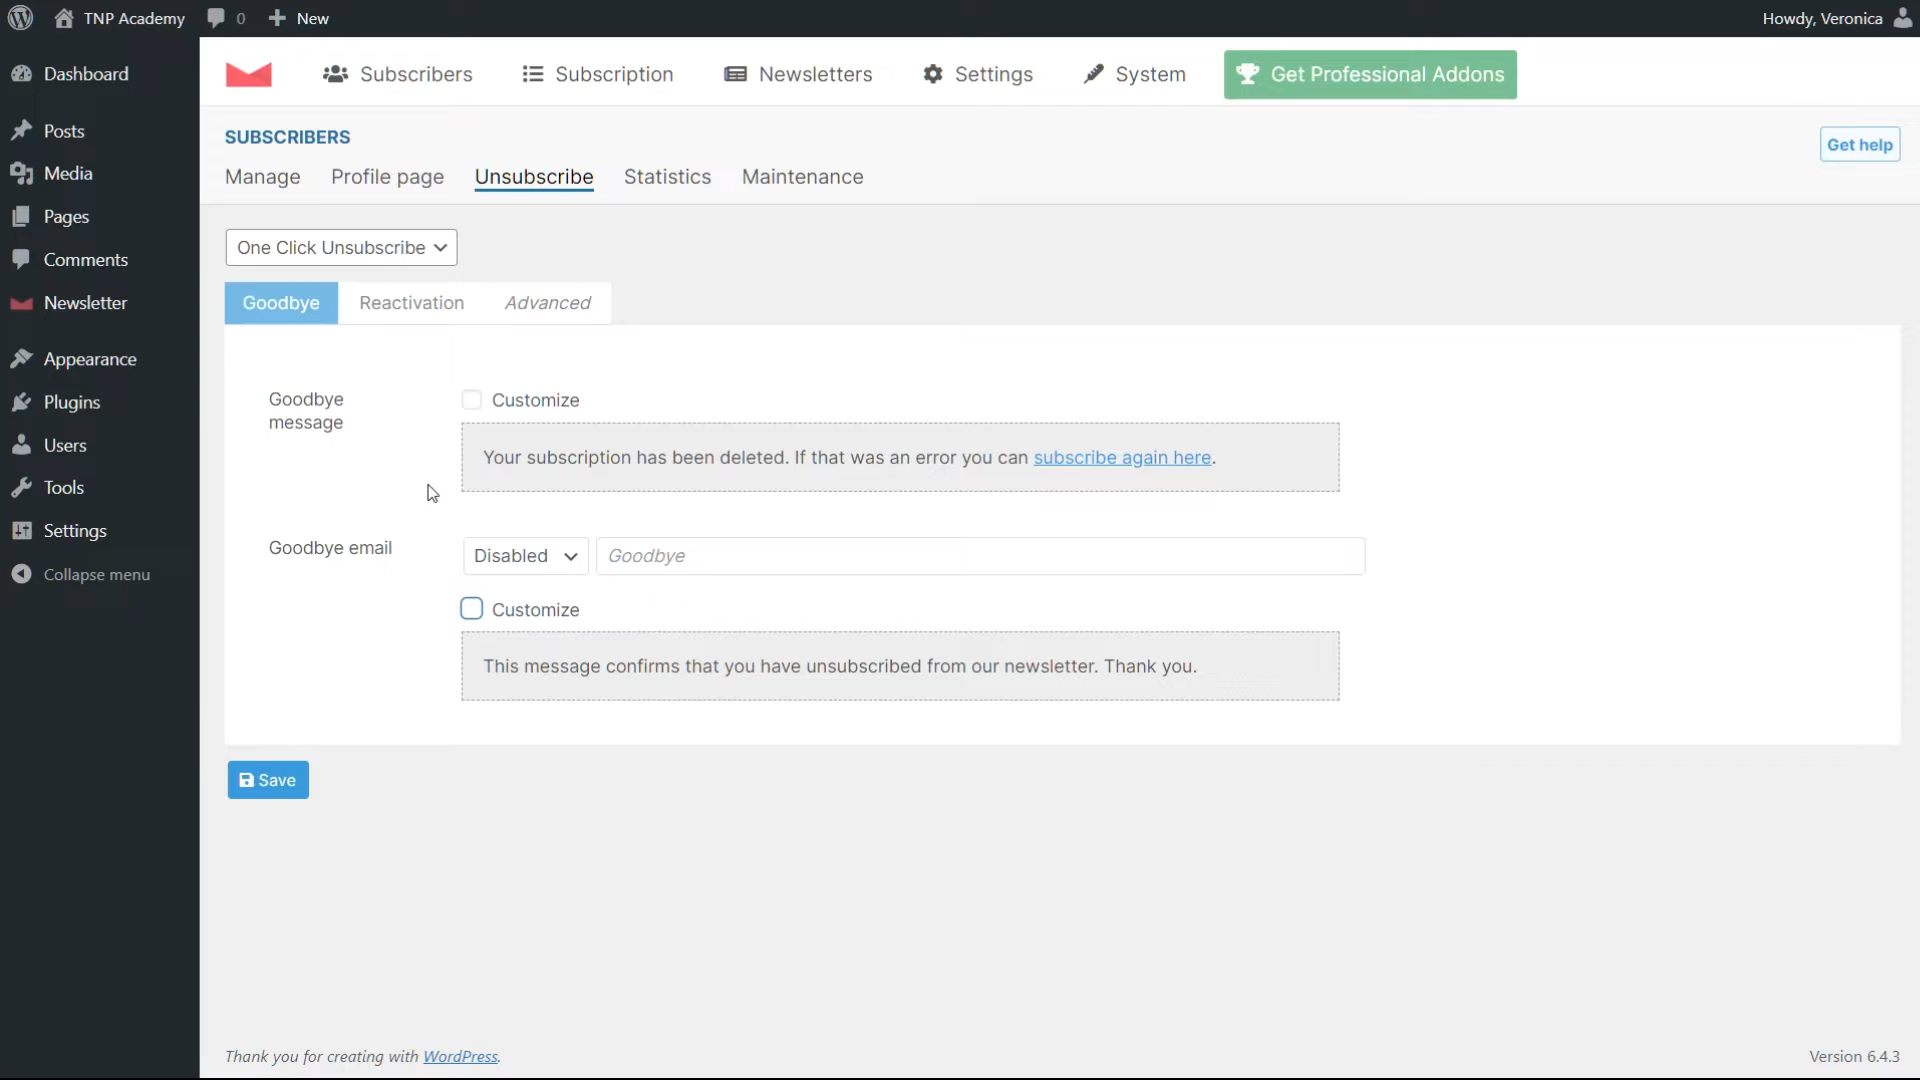 TNP Academy 0 New Howdy, Veronica
Dashboard
Posts
Media
Pages
Comments
Newsletter
Appearance
Plugins
Users
Tools
Settings
Collapse menu
Subscribers Subscription Newsletters Settings System Get Professional Addons
SUBSCRIBERS
Get help
Manage Profile page Unsubscribe Statistics Maintenance
One Click Unsubscribe
Goodbye Reactivation Advanced
Goodbye
message
Customize
Your subscription has been deleted. If that was an error you can subscribe again here.
Goodbye email Disabled Goodbye
Customize
This message confirms that you have unsubscribed from our newsletter. Thank you.
Save
Thank you for creating with WordPress. Version 6.4.3